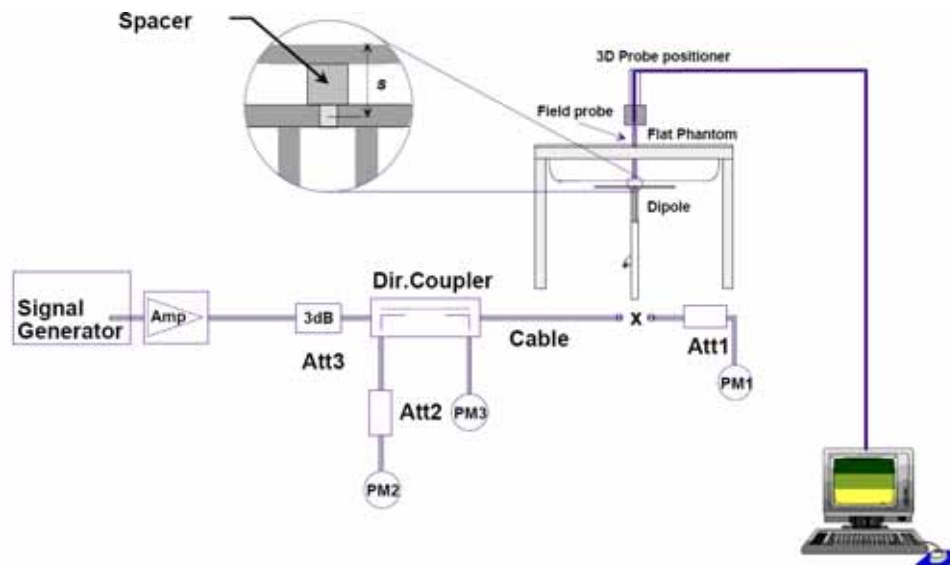 Spacer
s
3D Probe positioner
Field probe
Flat Phantom
Dipole
Signal
Generator
Amp
3dB
Att3
Dir.Coupler
Cable
x
Att1
PM1
Att2
PM3
PM2